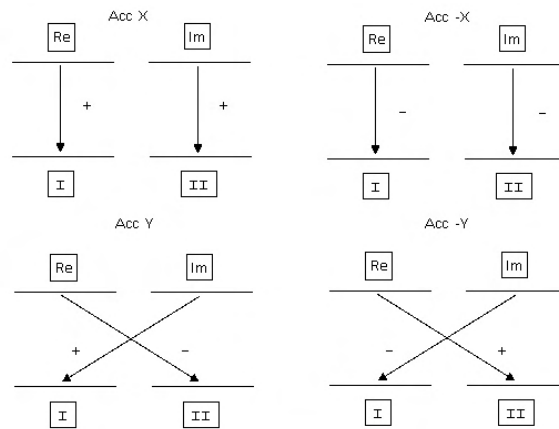 Acc X
Re Im
+ +
I II
Acc -X
Re Im
- -
I II
Acc Y
Re Im
+ -
I II
Acc -Y
Re Im
- +
I II